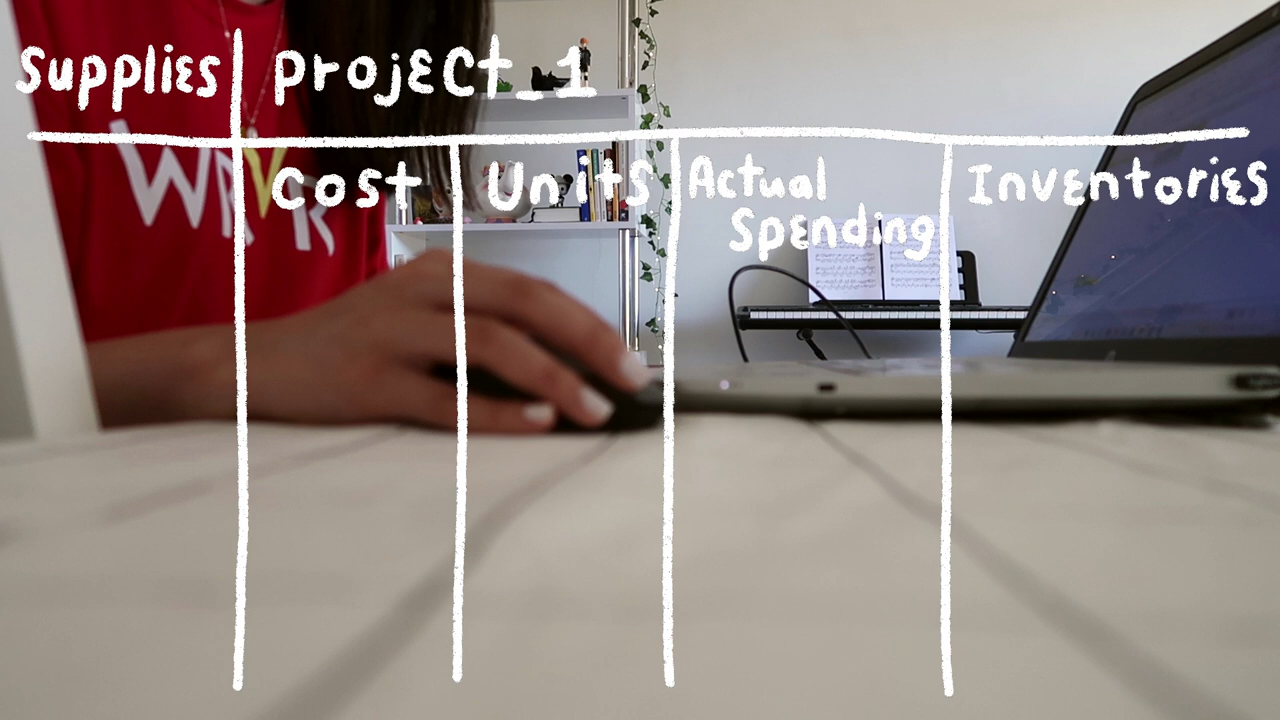 Supplies
Project_1
Cost
Units
Actual
Spending
Inventories